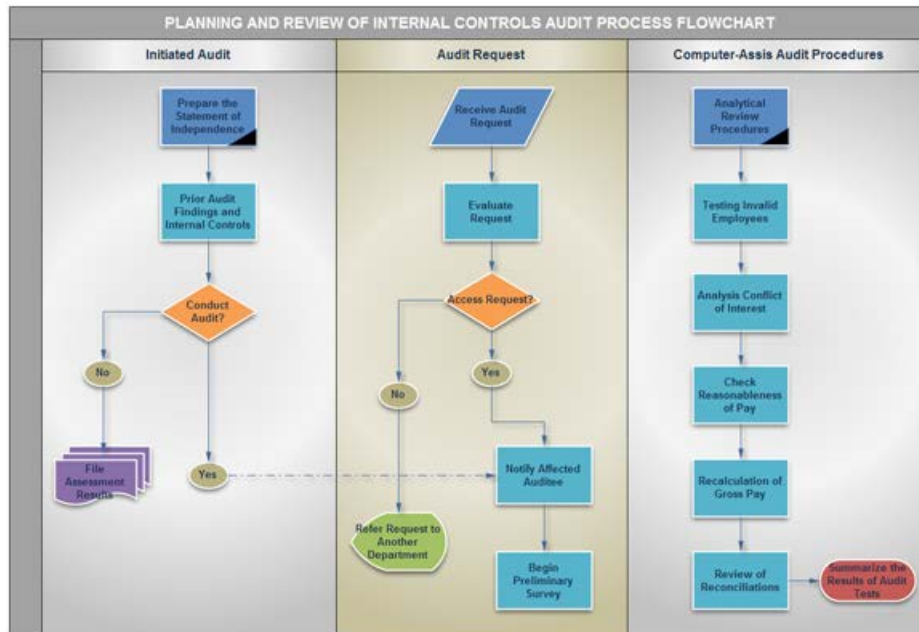 PLANNING AND REVIEW OF INTERNAL CONTROLS AUDIT PROCESS FLOWCHART
Initiated Audit
Prepare the
Statement of
Independence
Prior Audit
Findings and
Internal Controls
Conduct
Audit?
No
Yes
File
Assessment
Results
Audit Request
Receive Audit
Request
Evaluate
Request
Access Request?
Yes
No
Notify Affected
Auditee
Refer Request to
Another
Department
Begin
Preliminary
Survey
Computer-Assis Audit Procedures
Analytical
Review
Procedures
Testing Invalid
Employees
Analysis Conflict
of Interest
Check
Reasonableness
of Pay
Recalculation of
Gross Pay
Review of
Reconciliations
Summarize the
Results of Audit
Tests